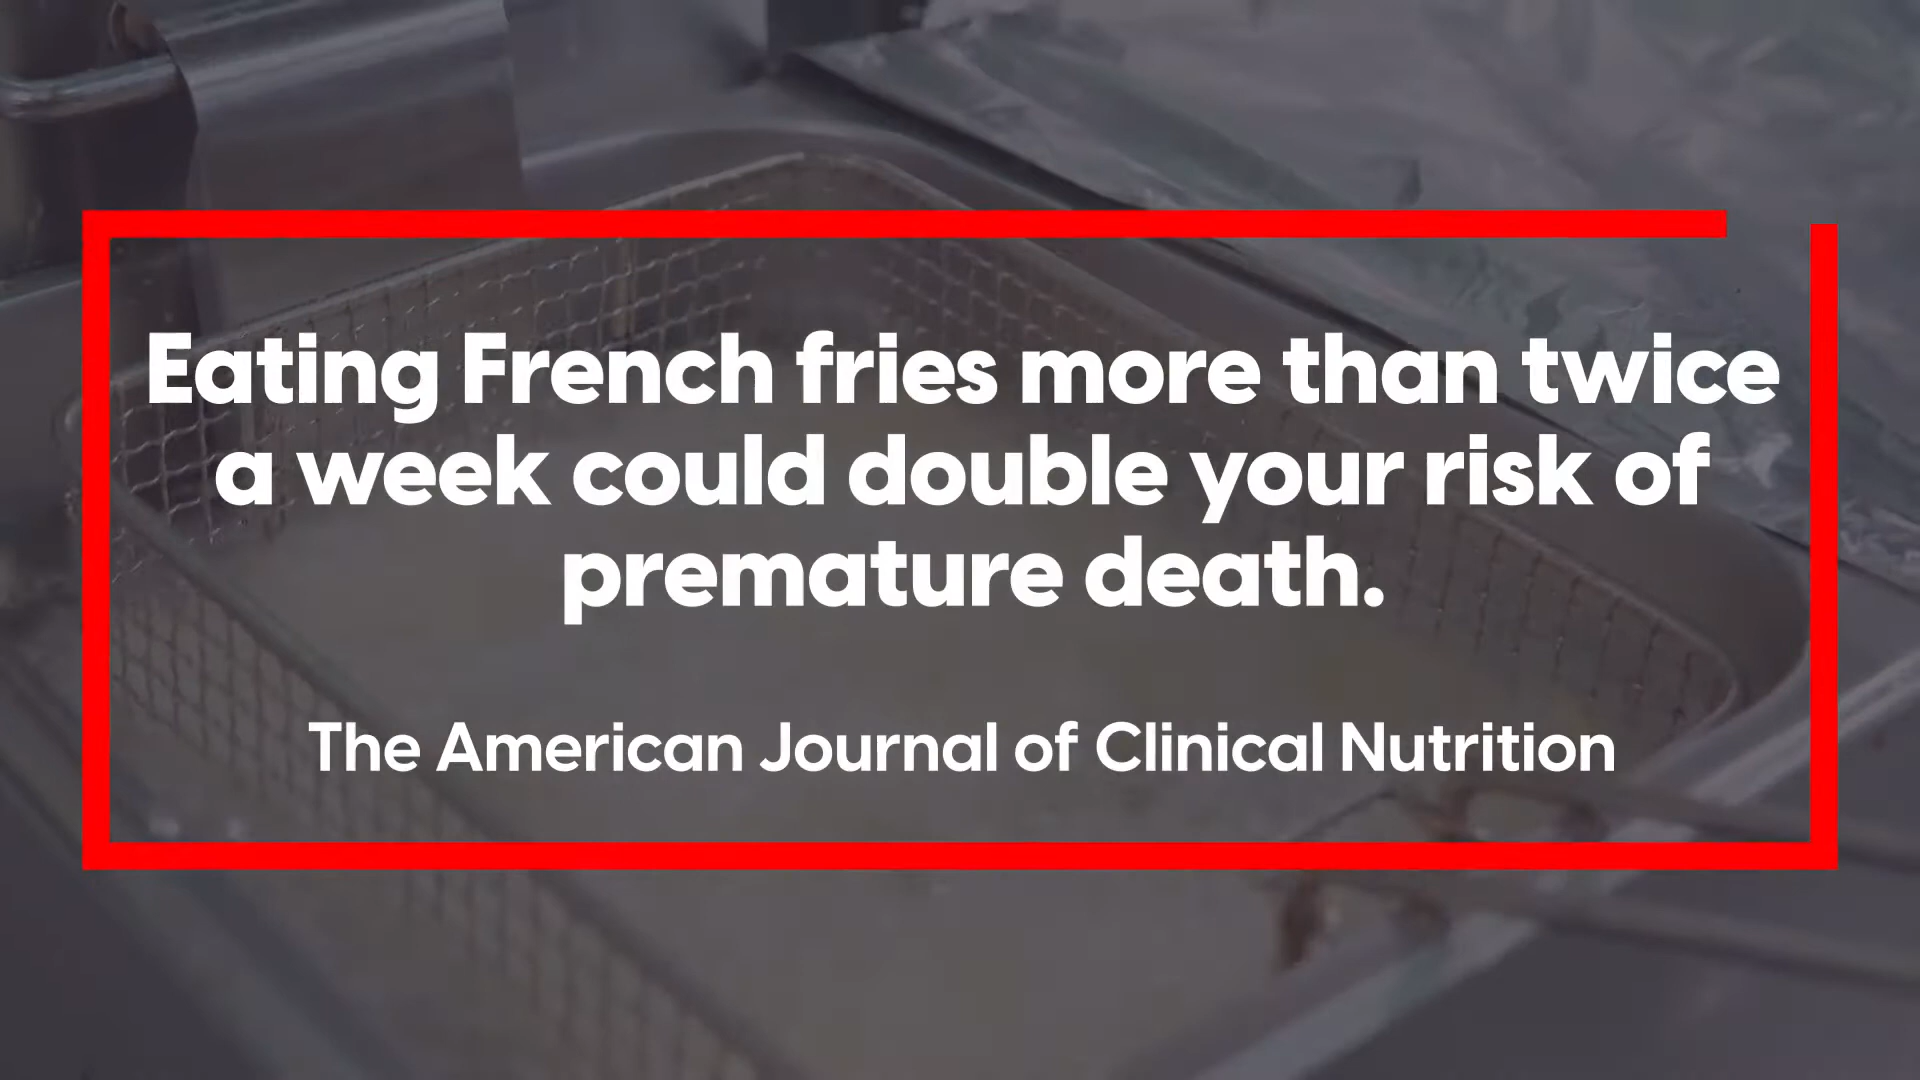 Eating French fries more than twice
a week could double your risk of
premature death.
The American Journal of Clinical Nutrition